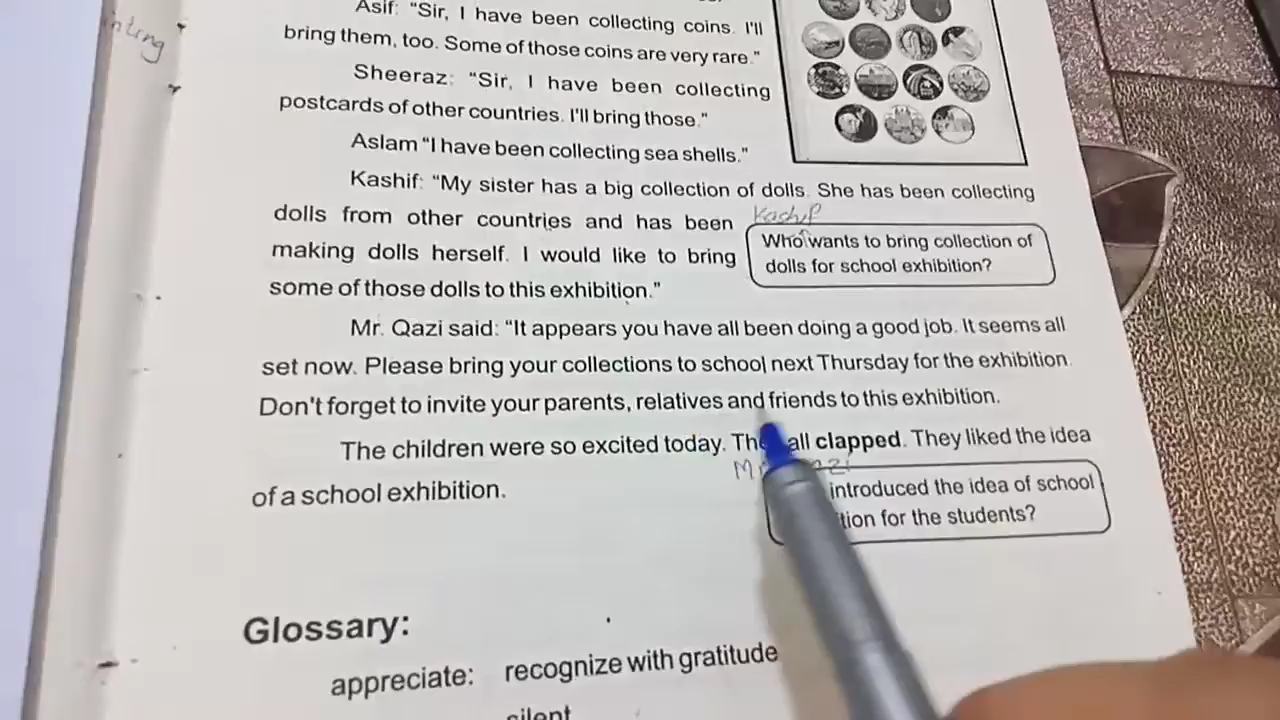 Asif: "Sir, I have been collecting coins. I'll
bring them, too. Some of those coins are very rare."
Sheeraz: "Sir, I have been collecting
postcards of other countries. I'll bring those."
Aslam "I have been collecting sea shells."
Kashif: "My sister has a big collection of dolls. She has been collecting
dolls from other countries and has been
making dolls herself. I would like to bring
some of those dolls to this exhibition."
Kashif
Who wants to bring collection of
dolls for school exhibition?
Mr. Qazi said: "It appears you have all been doing a good job. It seems all
set now. Please bring your collections to school next Thursday for the exhibition.
Don't forget to invite your parents, relatives and friends to this exhibition.
The children were so excited today. all clapped. They liked the idea
of a school exhibition.
introduced the idea of school
for the students?
Glossary:
appreciate: recognize with gratitude
silent